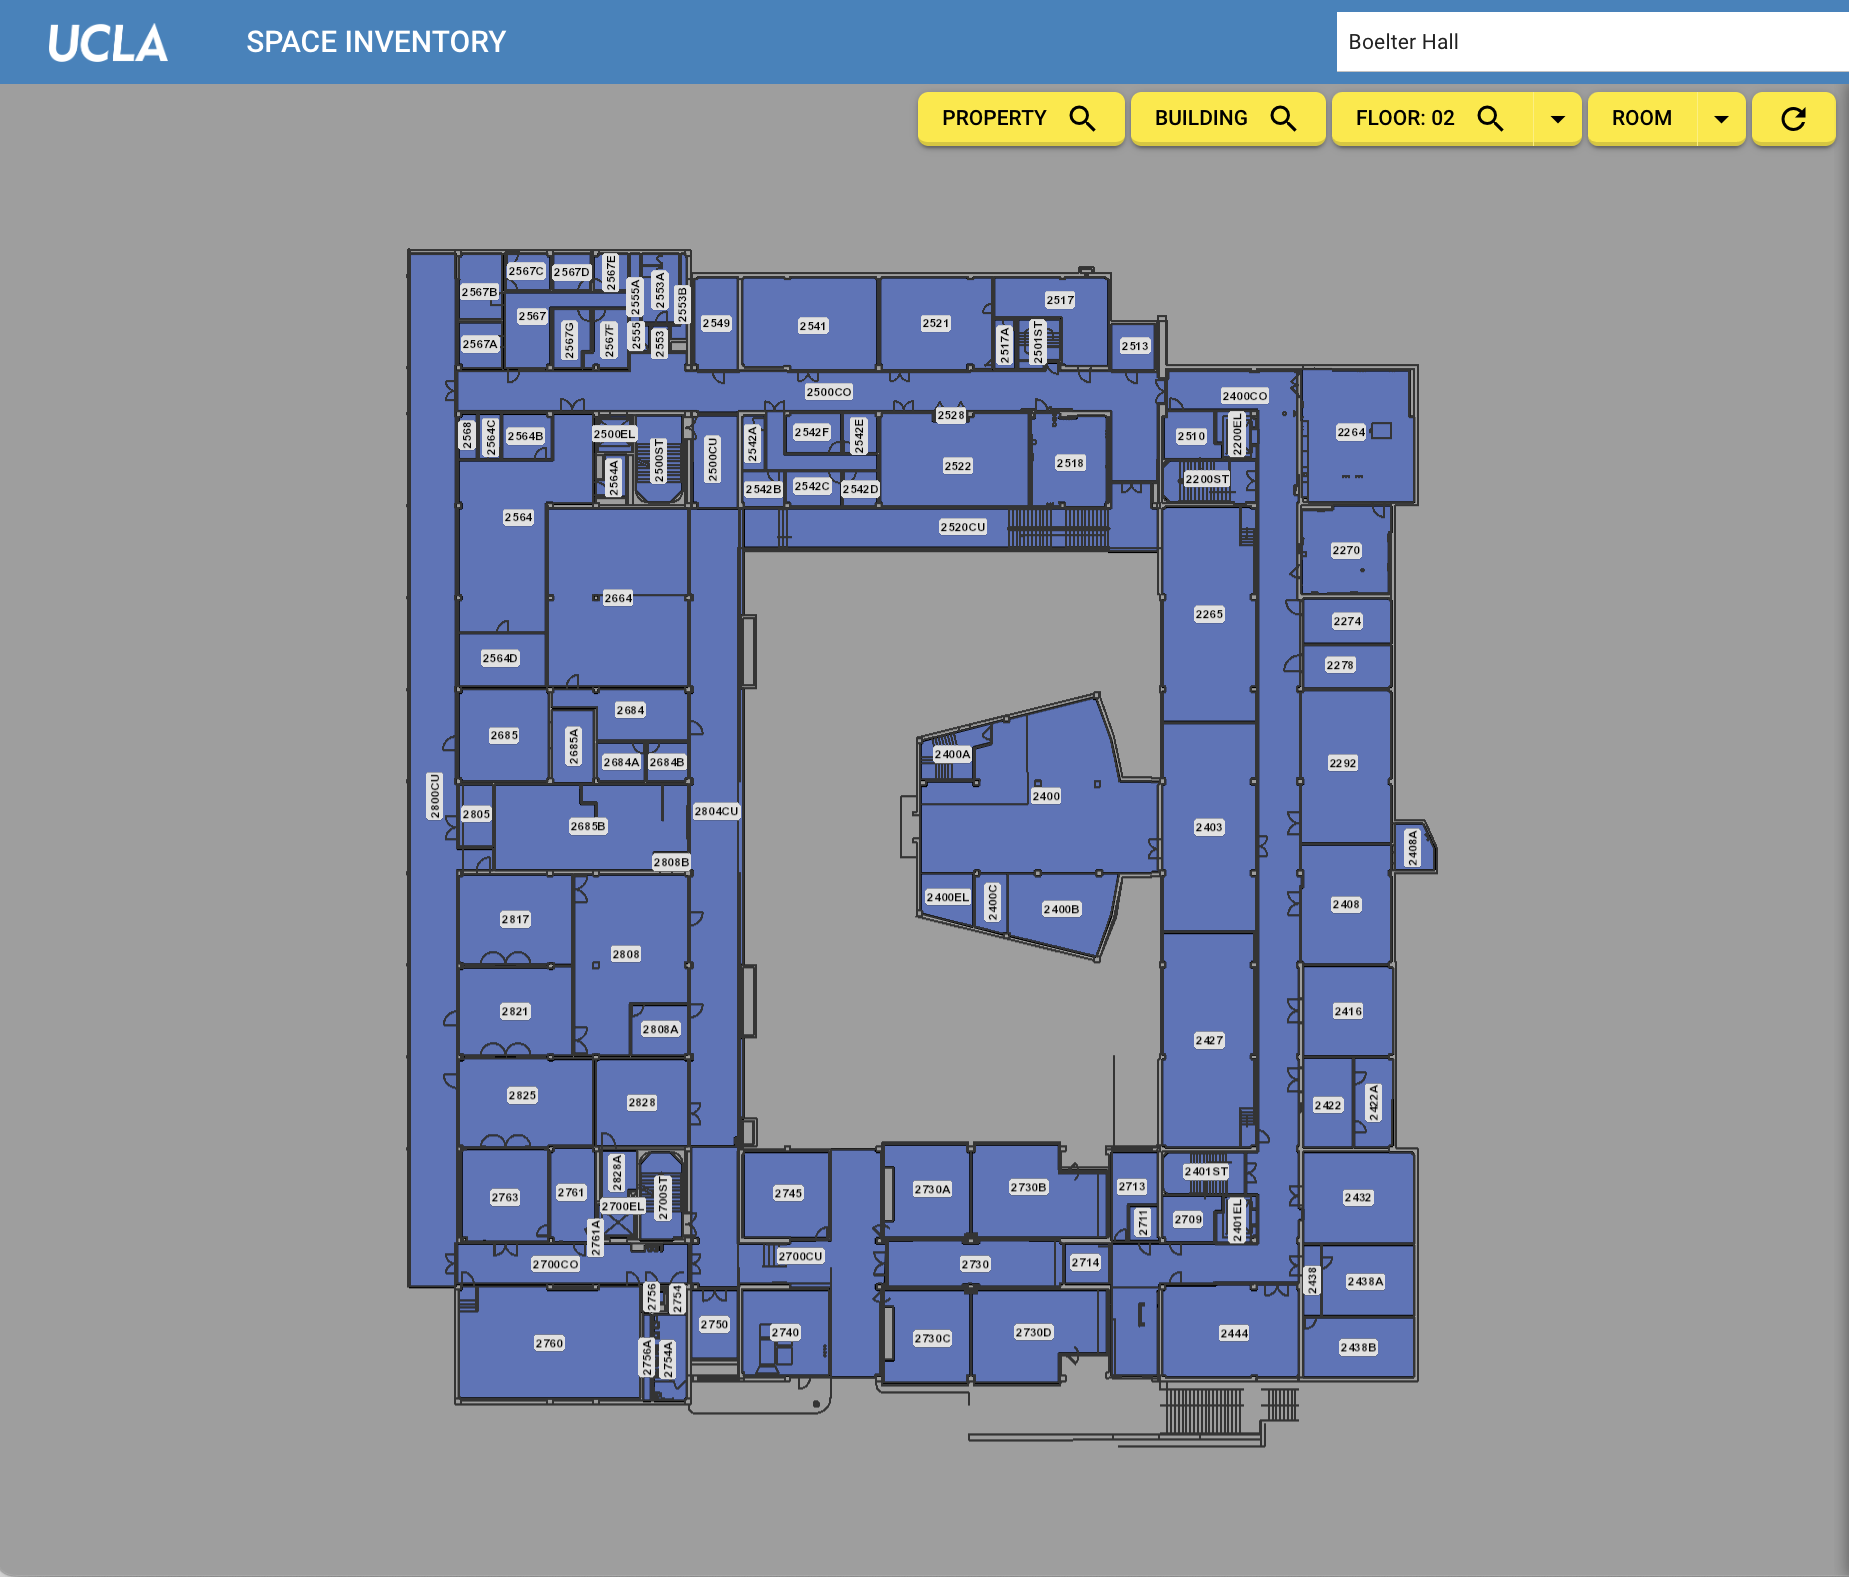 UCLA
SPACE INVENTORY
Boelter Hall
PROPERTY
BUILDING
FLOOR: 02
ROOM
2567B
2567C
2567D
2567E
2555A
2553A
2553B
2567
2567A
2567G
2567F
2555
2553
2549
2541
2521
2517
2517A
2501ST
2513
2500CO
2400CO
2528
2568
2564C
2564B
2500EL
2564A
2500ST
2500CU
2542A
2542F
2542E
2542B
2542C
2542D
2522
2518
2510
2200EL
2264
2200ST
2564
2520CU
2270
2664
2265
2274
2564D
2278
2684
2685
2685A
2684A
2684B
2400A
2292
2800CU
2400
2805
2804CU
2685B
2403
2408A
2808B
2400EL
2400C
2400B
2408
2817
2808
2821
2808A
2427
2416
2825
2828
2422
2422A
2828A
2401ST
2763
2761
2700EL
2700ST
2745
2730A
2730B
2713
2711
2709
2401EL
2432
2761A
2700CO
2700CU
2730
2714
2438
2438A
2756
2754
2750
2740
2730C
2730D
2444
2760
2756A
2754A
2438B